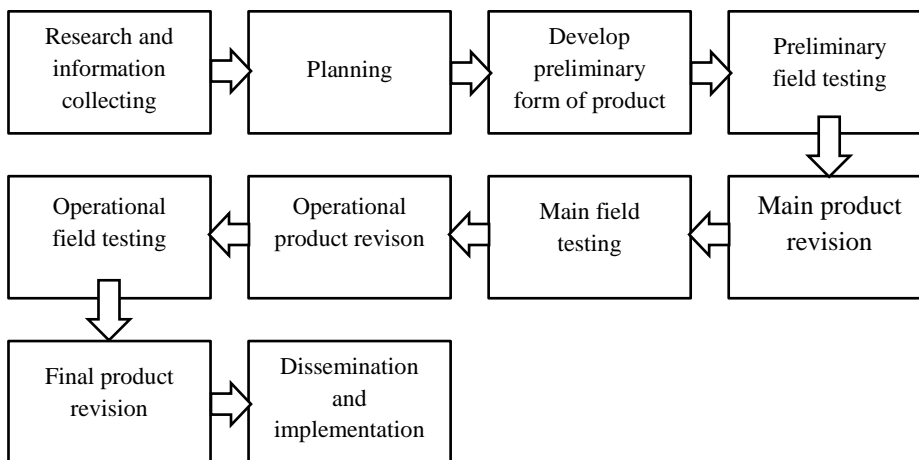 Research and
information
collecting
Planning
Develop
preliminary
form of product
Preliminary
field testing
Main product
revision
Main field
testing
Operational
product revison
Operational
field testing
Final product
revision
Dissemination
and
implementation